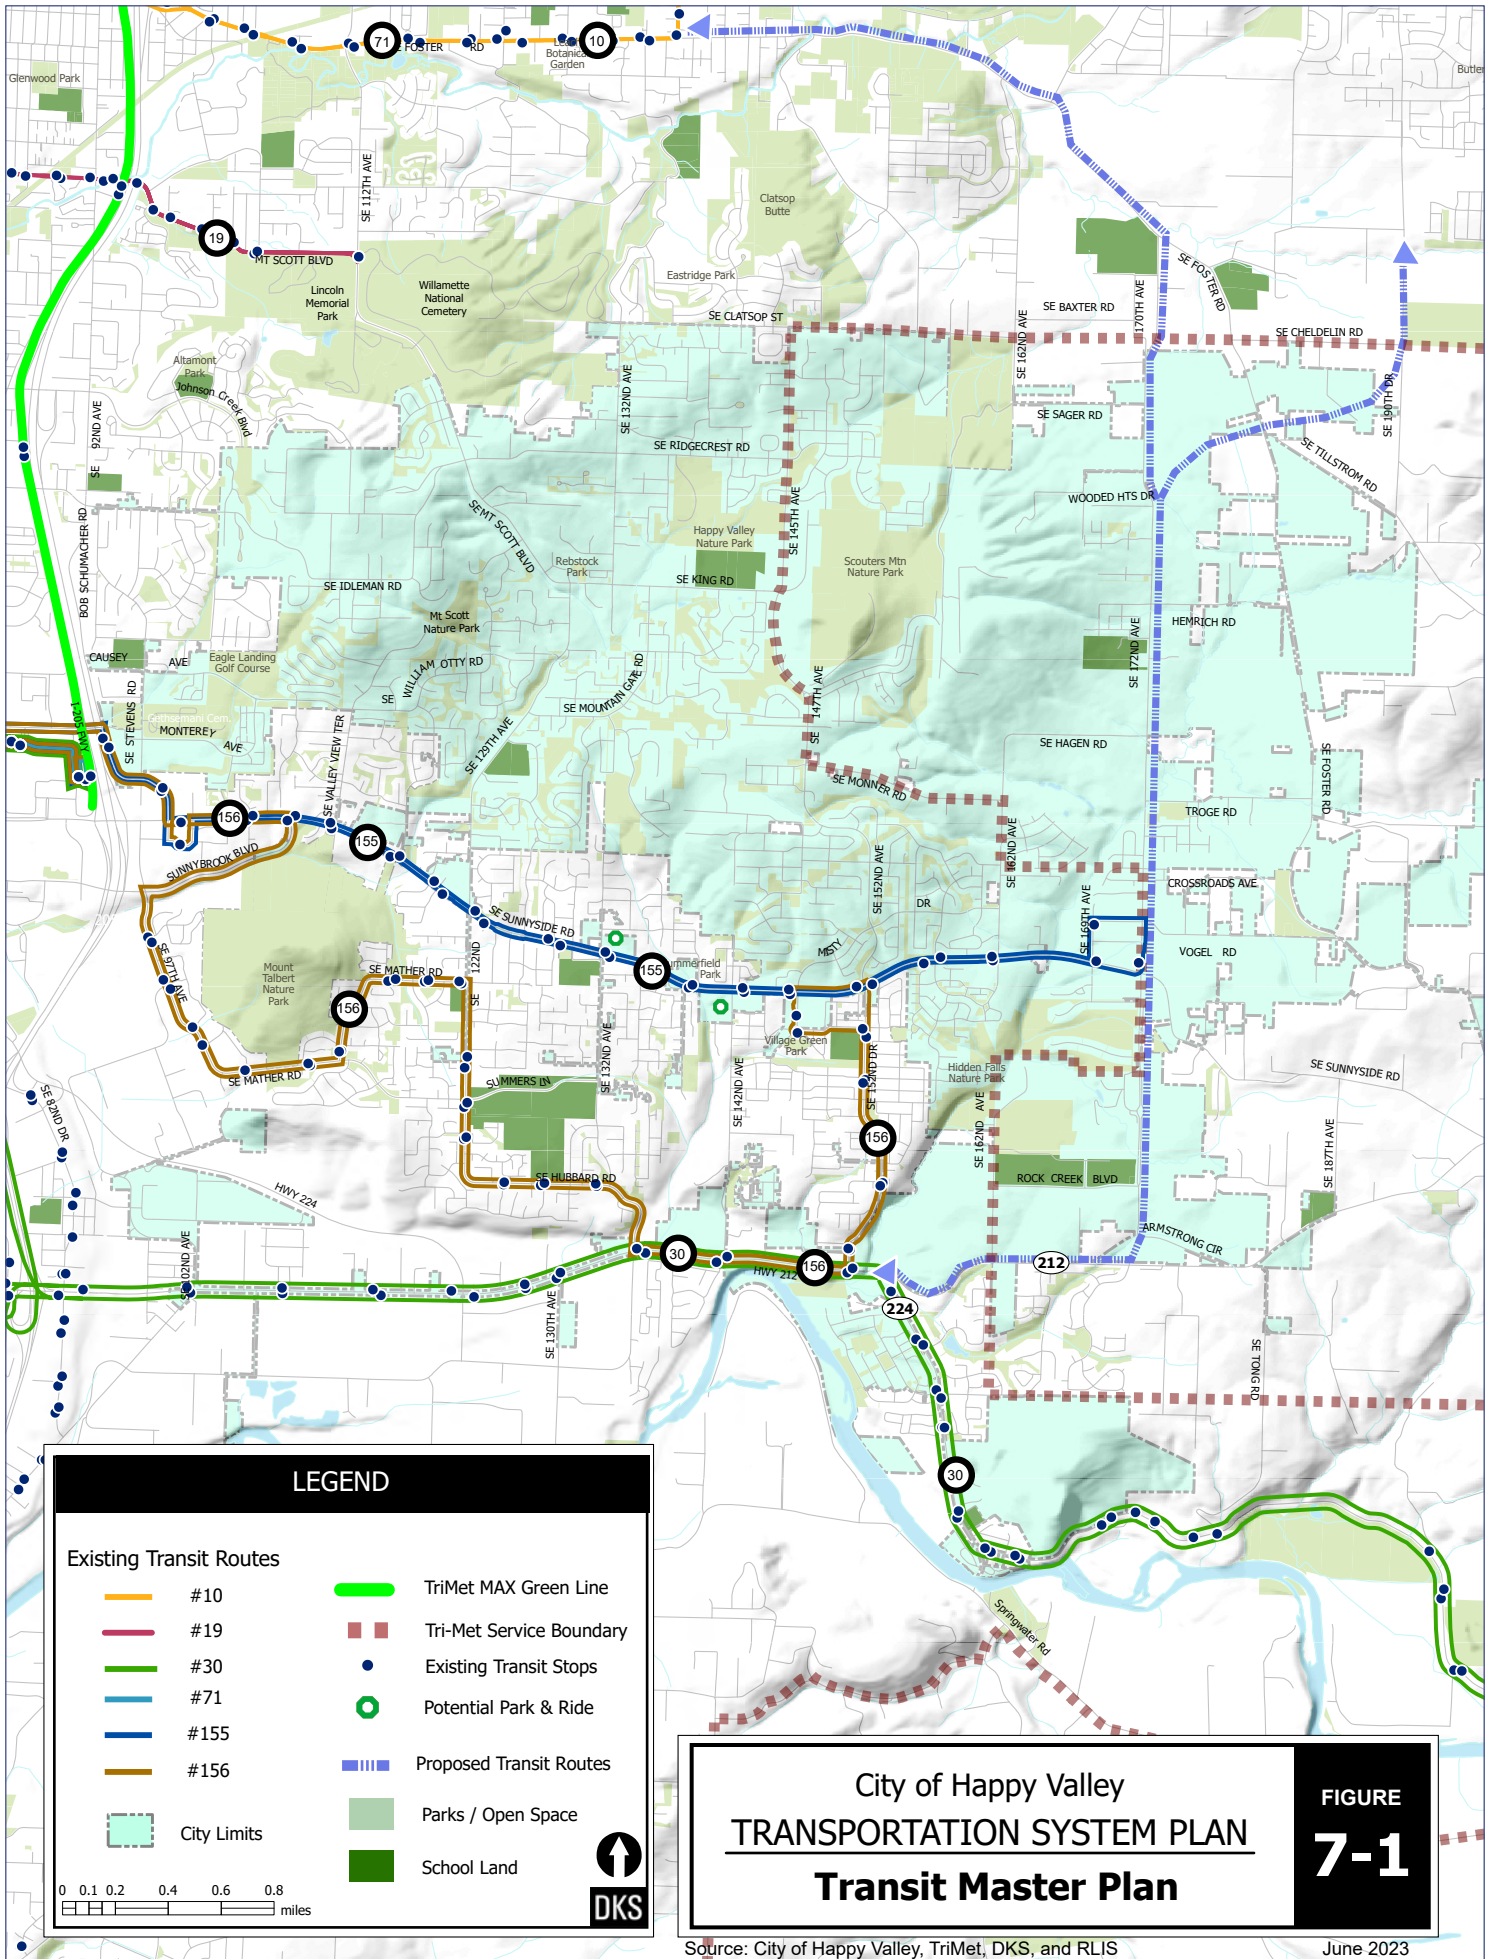 71
SE FOSTER RD
10
Botanical
Garden
Glenwood Park
Butler
SE 112TH AVE
19
MT SCOTT BLVD
Clatsop
Butte
Lincoln
Memorial
Park
Willamette
National
Cemetery
Eastridge Park
SE CLATSOP ST
SE BAXTER RD
SE 162ND AVE
170TH AVE
SE FOSTER RD
SE CHELDELIN RD
Altamont
Park
Johnson Creek Blvd
SE 92ND AVE
SE 132ND AVE
SE RIDGECREST RD
SE SAGER RD
SE 190TH DR
SE TILLSTROM RD
WOODED HTS DR
BOB SCHUMACHER RD
SE MT SCOTT BLVD
SE 145TH AVE
Happy Valley
Nature Park
Rebstock
Park
Scouters Mtn
Nature Park
SE IDLEMAN RD
SE KING RD
Mt Scott
Nature Park
HEMRICH RD
SE 172ND AVE
CAUSEY AVE
Eagle Landing
Golf Course
SE WILLIAM OTTY RD
SE MOUNTAIN GATE RD
SE 147TH AVE
I-205 FWY
SE STEVENS RD
Gethsemani Cem.
MONTEREY AVE
SE VALLEY VIEW TER
SE 129TH AVE
SE HAGEN RD
SE FOSTER RD
SE MONNER RD
TROGE RD
156
155
SUNNYBROOK BLVD
SE 162ND AVE
SE 152ND AVE
MISTY DR
SE 169TH AVE
CROSSROADS AVE
SE SUNNYSIDE RD
SE 97TH AVE
VOGEL RD
SE 122ND
155
Summerfield
Park
Mount
Talbert
Nature
Park
SE MATHER RD
156
SE 132ND AVE
Village Green
Park
SE 142ND AVE
SE 152ND DR
Hidden Falls
Nature Park
SE SUNNYSIDE RD
SE MATHER RD
SUMMERS LN
SE 82ND DR
SE 162ND AVE
156
SE 187TH AVE
ROCK CREEK BLVD
HWY 224
SE HUBBARD RD
ARMSTRONG CIR
SE 102ND AVE
30
156
HWY 212
212
224
SE 130TH AVE
SE TONG RD
30
Springwater Rd
LEGEND
Existing Transit Routes
#10
#19
#30
#71
#155
#156
City Limits
TriMet MAX Green Line
Tri-Met Service Boundary
Existing Transit Stops
Potential Park & Ride
Proposed Transit Routes
Parks / Open Space
School Land
0 0.1 0.2 0.4 0.6 0.8
miles
DKS
City of Happy Valley
TRANSPORTATION SYSTEM PLAN
Transit Master Plan
FIGURE
7-1
Source: City of Happy Valley, TriMet, DKS, and RLIS
June 2023